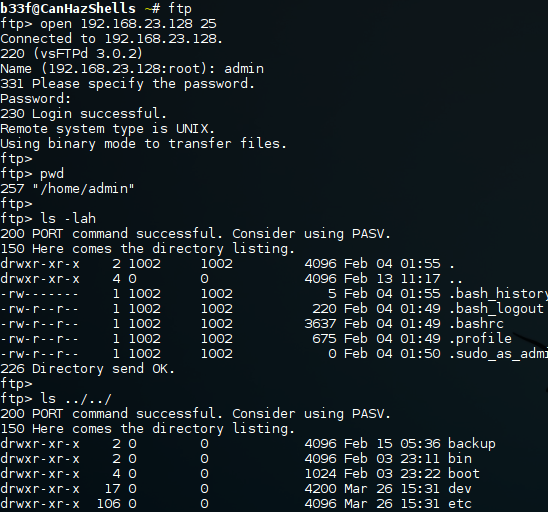 b33f@CanHazShells ~# ftp
ftp> open 192.168.23.128 25
Connected to 192.168.23.128.
220 (vsFTPd 3.0.2)
Name (192.168.23.128:root): admin
331 Please specify the password.
Password:
230 Login successful.
Remote system type is UNIX.
Using binary mode to transfer files.
ftp>
ftp> pwd
257 "/home/admin"
ftp>
ftp> ls -lah
200 PORT command successful. Consider using PASV.
150 Here comes the directory listing.
drwxr-xr-x    2 1002     1002         4096 Feb 04 01:55 .
drwxr-xr-x    4 0        0            4096 Feb 13 11:17 ..
-rw-------    1 1002     1002            5 Feb 04 01:55 .bash_history
-rw-r--r--    1 1002     1002          220 Feb 04 01:49 .bash_logout
-rw-r--r--    1 1002     1002         3637 Feb 04 01:49 .bashrc
-rw-r--r--    1 1002     1002          675 Feb 04 01:49 .profile
-rw-r--r--    1 1002     1002            0 Feb 04 01:50 .sudo_as_admi
226 Directory send OK.
ftp>
ftp> ls ../../
200 PORT command successful. Consider using PASV.
150 Here comes the directory listing.
drwxr-xr-x    2 0        0            4096 Feb 15 05:36 backup
drwxr-xr-x    2 0        0            4096 Feb 03 23:11 bin
drwxr-xr-x    4 0        0            1024 Feb 03 23:22 boot
drwxr-xr-x   17 0        0            4200 Mar 26 15:31 dev
drwxr-xr-x  106 0        0            4096 Mar 26 15:31 etc